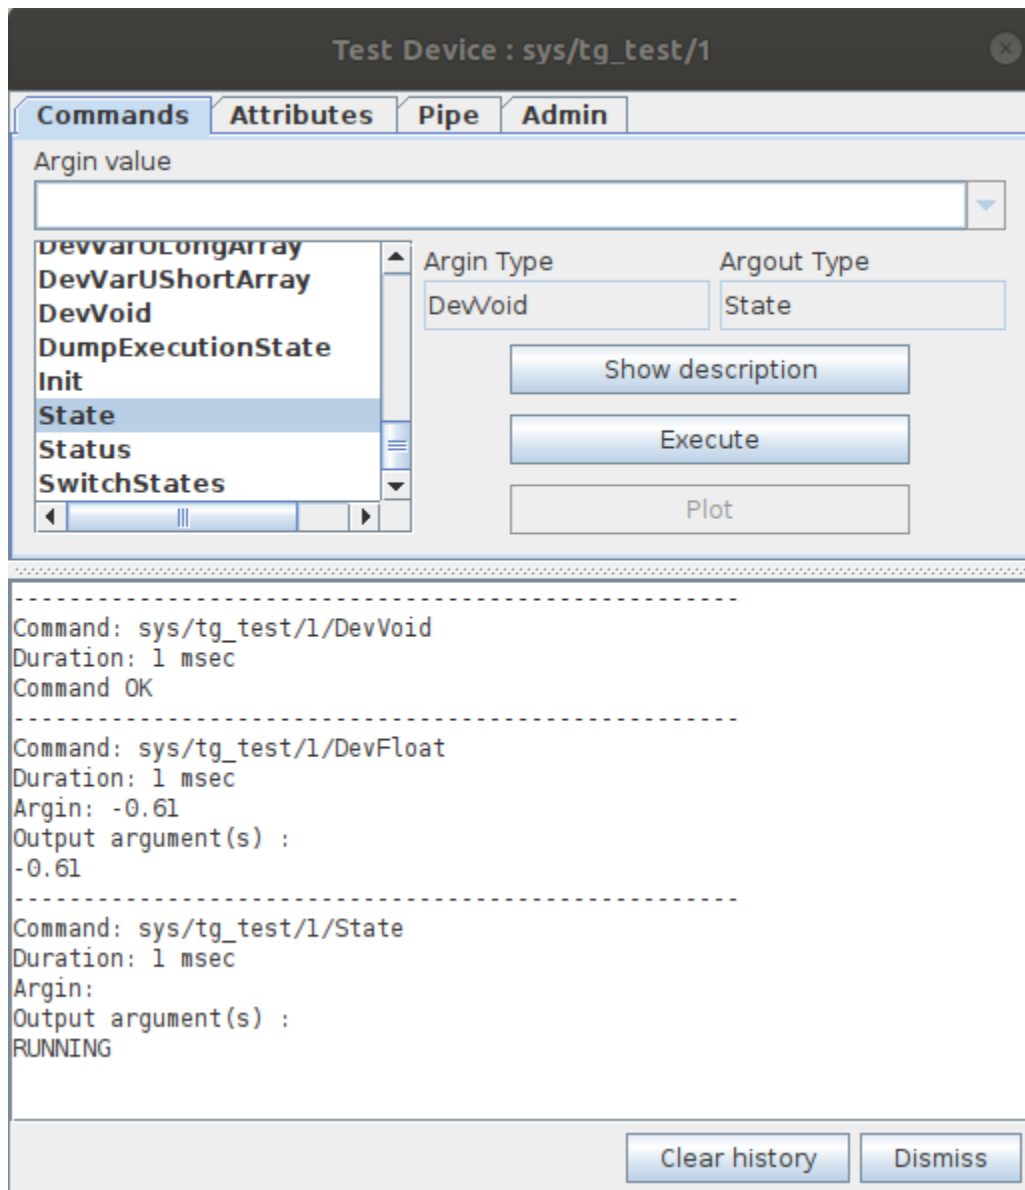 Test Device : sys/tg_test/1
Commands Attributes Pipe Admin
Argin value
DevVarULongArray
DevVarUShortArray
DevVoid
DumpExecutionState
Init
State
Status
SwitchStates
Argin Type Argout Type
DevVoid State
Show description
Execute
Plot
-----------------------------------------------------
Command: sys/tg_test/1/DevVoid
Duration: 1 msec
Command OK
-----------------------------------------------------
Command: sys/tg_test/1/DevFloat
Duration: 1 msec
Argin: -0.61
Output argument(s) :
-0.61
-----------------------------------------------------
Command: sys/tg_test/1/State
Duration: 1 msec
Argin:
Output argument(s) :
RUNNING
Clear history Dismiss